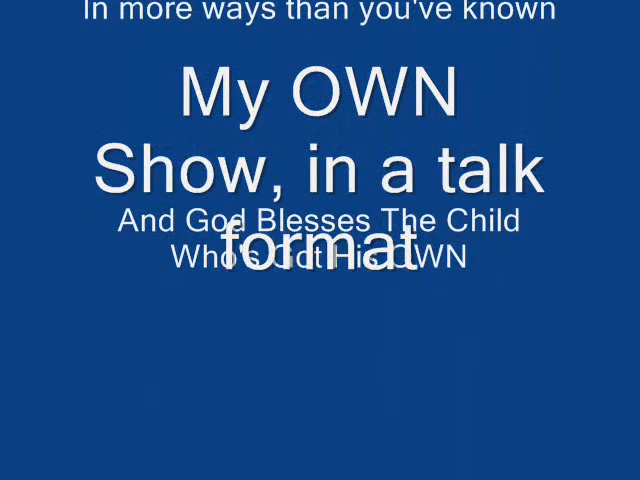 In more ways than you've known
My OWN
Show, in a talk
And God Blesses The Child
format
Who's Got His OWN